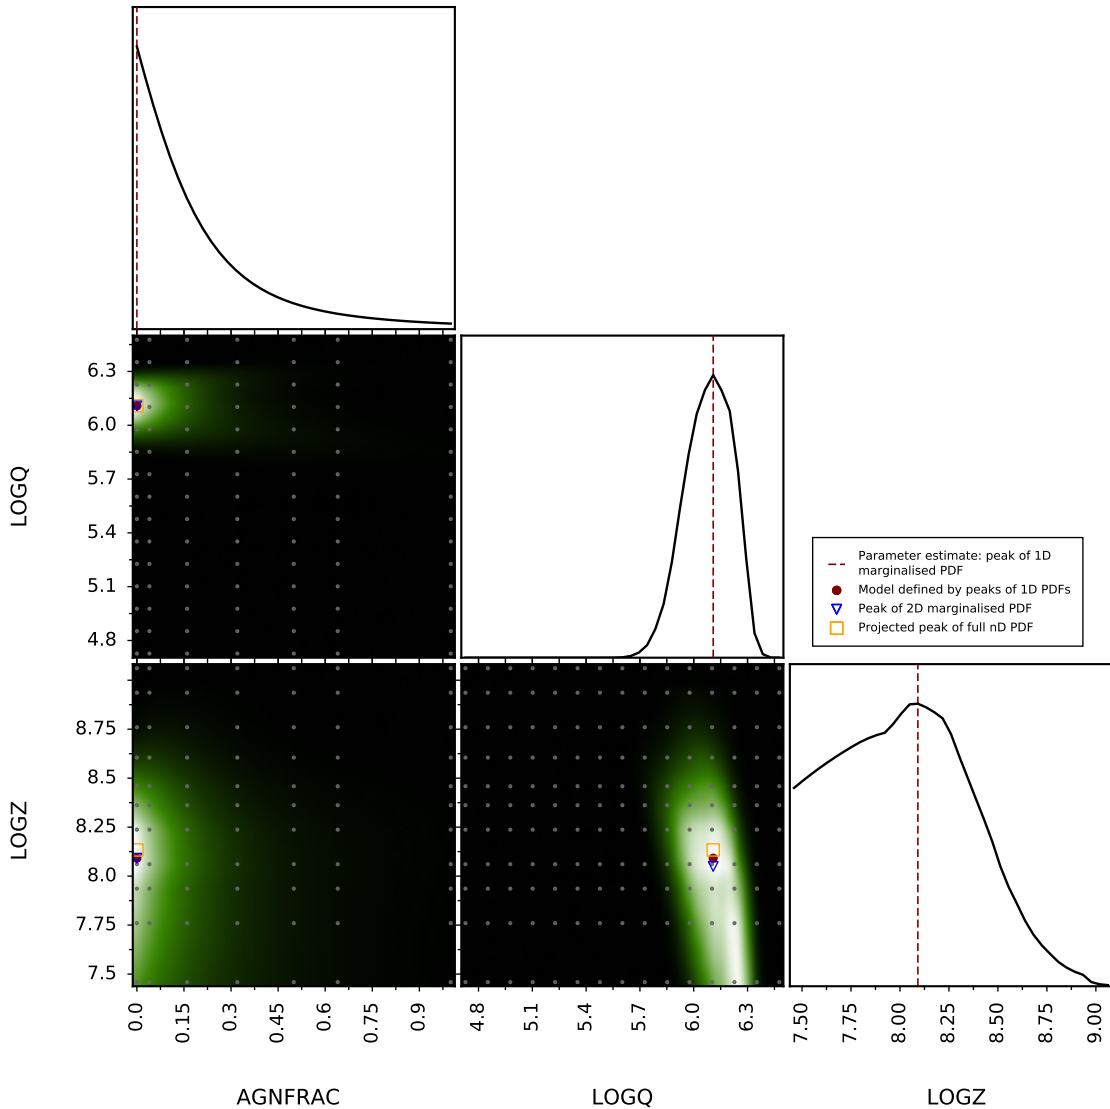 6.3
6.0
5.7
5.4
5.1
4.8
LOGQ
Parameter estimate: peak of 1D
marginalised PDF
Model defined by peaks of 1D PDFs
Peak of 2D marginalised PDF
Projected peak of full nD PDF
8.75
8.5
8.25
8.0
7.75
7.5
LOGZ
0.0 0.15 0.3 0.45 0.6 0.75 0.9
4.8 5.1 5.4 5.7 6.0 6.3
7.50 7.75 8.00 8.25 8.50 8.75 9.00
AGNFRAC LOGQ LOGZ